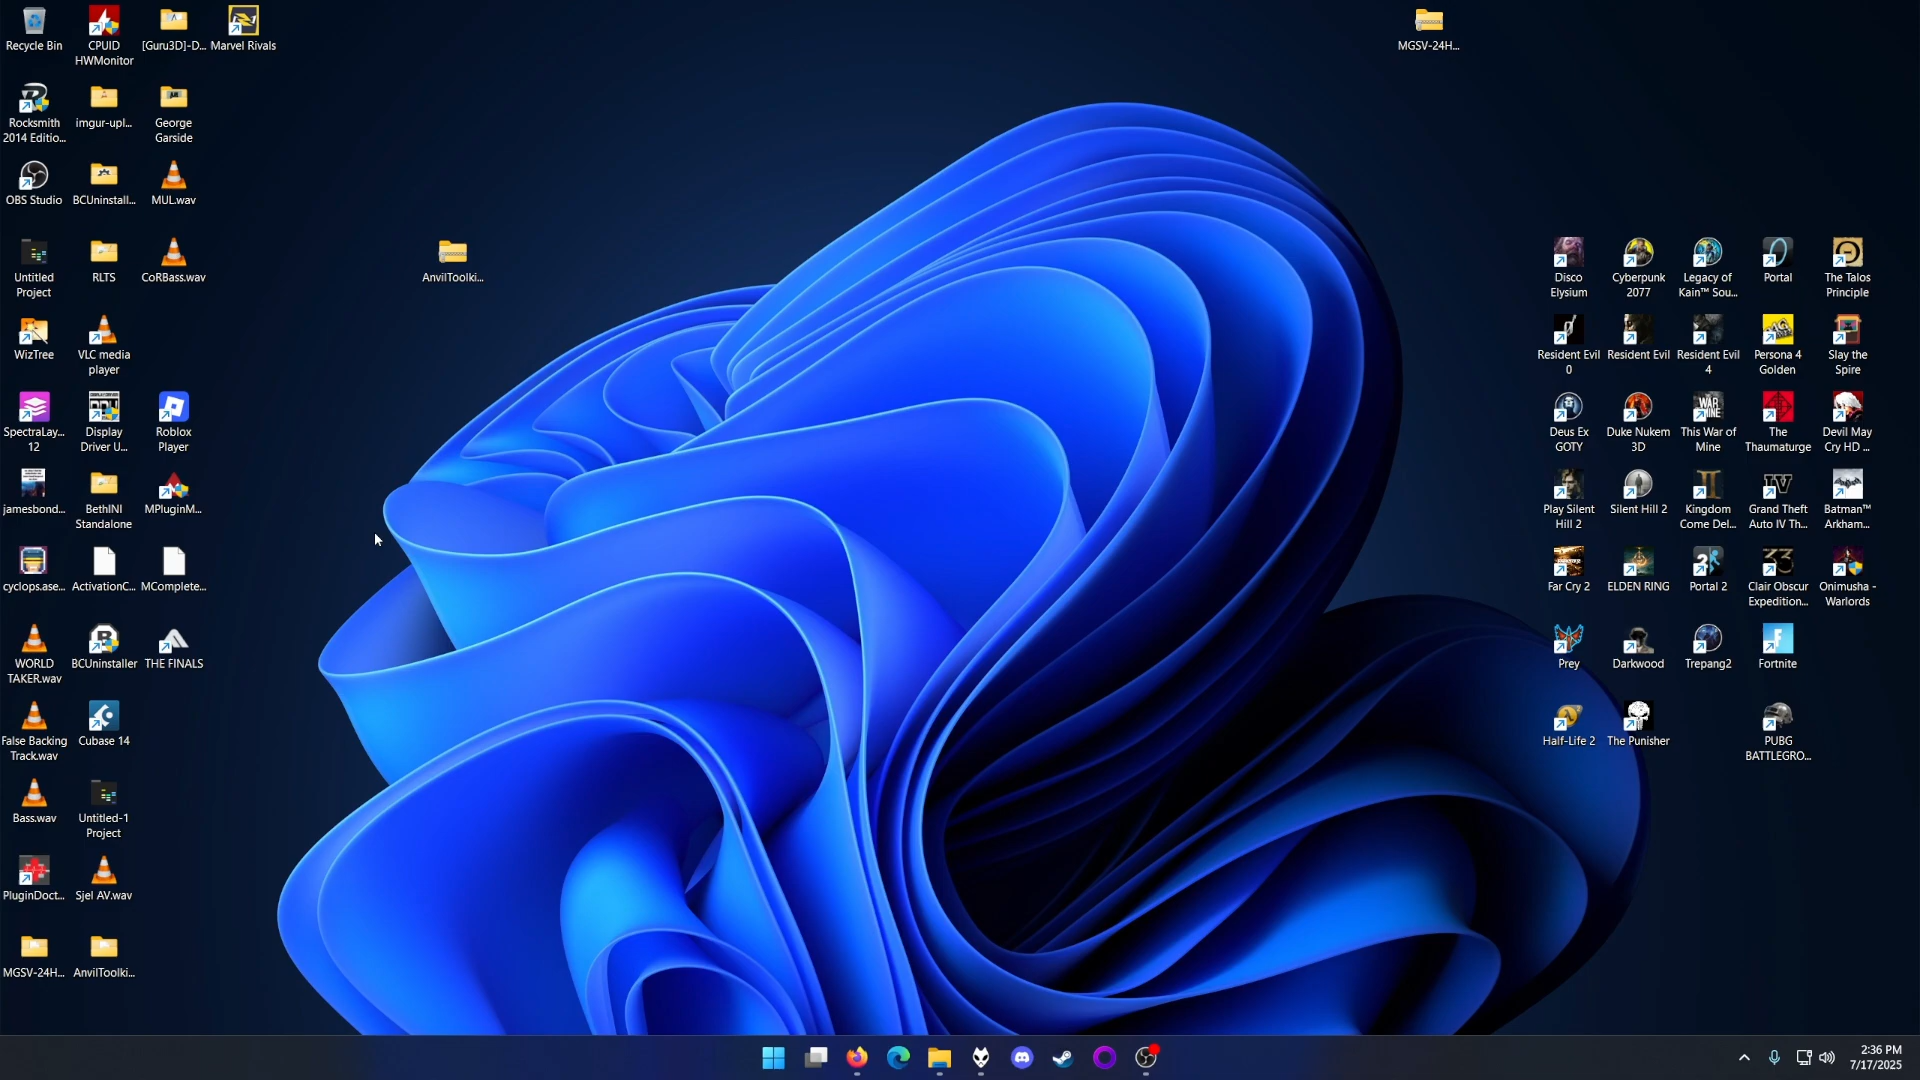 Recycle Bin
CPUID
HWMonitor
[Guru3D]-D...
Marvel Rivals
MGSV-24H...
Rocksmith
2014 Editio...
imgur-upl...
George
Garside
OBS Studio
BCUninstall...
MUL.wav
Untitled
Project
RLTS
CoRBass.wav
AnvilToolki...
Disco
Elysium
Cyberpunk
2077
Legacy of
Kain™ Sou...
Portal
The Talos
Principle
WizTree
VLC media
player
Resident Evil
0
Resident Evil
Resident Evil
4
Persona 4
Golden
Slay the
Spire
SpectraLay...
12
Display
Driver U...
Roblox
Player
Deus Ex
GOTY
Duke Nukem
3D
This War of
Mine
The
Thaumaturge
Devil May
Cry HD ...
jamesbond...
BethINI
Standalone
MPluginM...
Play Silent
Hill 2
Silent Hill 2
Kingdom
Come Del...
Grand Theft
Auto IV Th...
Batman™
Arkham...
cyclops.ase...
ActivationC...
MComplete...
Far Cry 2
ELDEN RING
Portal 2
Clair Obscur
Expedition...
Onimusha -
Warlords
WORLD
TAKER.wav
BCUninstaller
THE FINALS
Prey
Darkwood
Trepang2
Fortnite
False Backing
Track.wav
Cubase 14
Half-Life 2
The Punisher
PUBG
BATTLEGRO...
Bass.wav
Untitled-1
Project
PluginDoct...
Sjel AV.wav
MGSV-24H...
AnvilToolki...
2:36 PM
7/17/2025